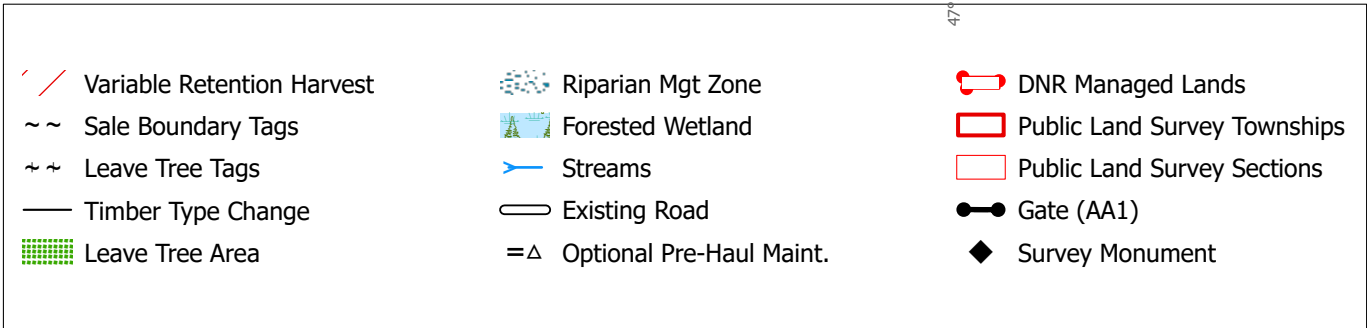 47°
Variable Retention Harvest
Sale Boundary Tags
Leave Tree Tags
Timber Type Change
Leave Tree Area
Riparian Mgt Zone
Forested Wetland
Streams
Existing Road
Optional Pre-Haul Maint.
DNR Managed Lands
Public Land Survey Townships
Public Land Survey Sections
Gate (AA1)
Survey Monument